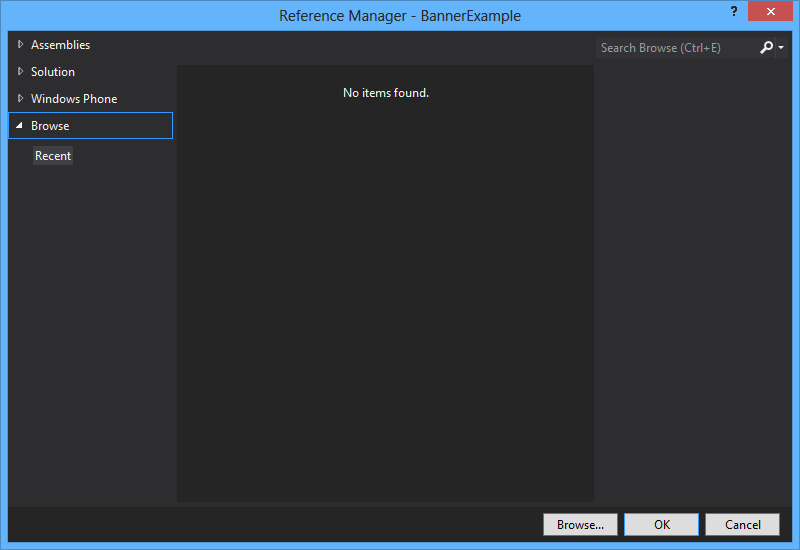 Reference Manager - BannerExample
?
Assemblies
Search Browse (Ctrl+E)
Solution
Windows Phone
No items found.
Browse
Recent
Browse...
OK
Cancel